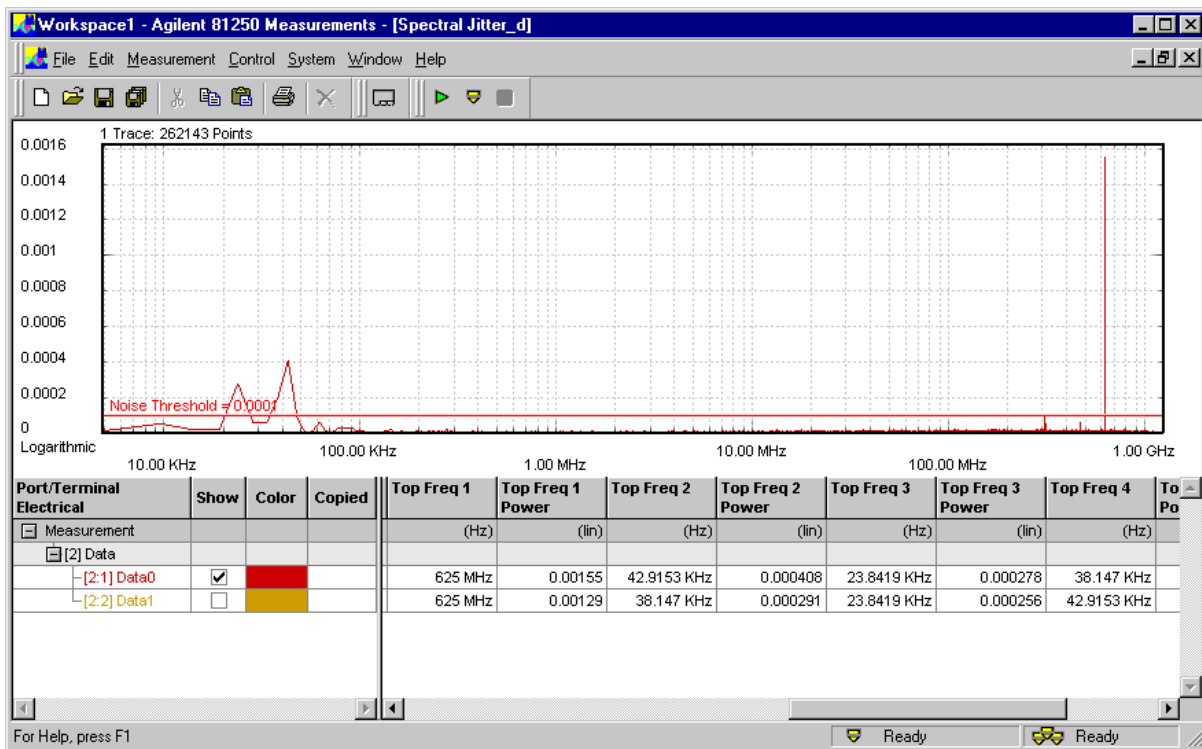 Workspace1 - Agilent 81250 Measurements - [Spectral Jitter_d]
File Edit Measurement Control System Window Help
1 Trace: 262143 Points
0.0016
0.0014
0.0012
0.001
0.0008
0.0006
0.0004
0.0002
Noise Threshold = 0.0001
0
Logarithmic
10.00 KHz 100.00 KHz 1.00 MHz 10.00 MHz 100.00 MHz 1.00 GHz
Port/Terminal Electrical Show Color Copied Top Freq 1 Top Freq 1 Power Top Freq 2 Top Freq 2 Power Top Freq 3 Top Freq 3 Power Top Freq 4 To Po
Measurement (Hz) (lin) (Hz) (lin) (Hz) (lin) (Hz)
[2] Data
[2:1] Data0 625 MHz 0.00155 42.9153 KHz 0.000408 23.8419 KHz 0.000278 38.147 KHz
[2:2] Data1 625 MHz 0.00129 38.147 KHz 0.000291 23.8419 KHz 0.000256 42.9153 KHz
For Help, press F1 Ready Ready